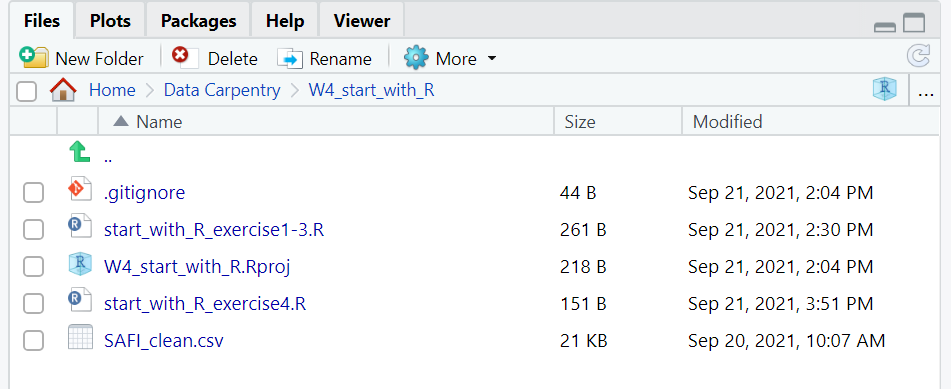 Files Plots Packages Help Viewer
New Folder Delete Rename More
Home Data Carpentry W4_start_with_R R ...
Name Size Modified
..
.gitignore 44 B Sep 21, 2021, 2:04 PM
R start_with_R_exercise1-3.R 261 B Sep 21, 2021, 2:30 PM
R W4_start_with_R.Rproj 218 B Sep 21, 2021, 2:04 PM
R start_with_R_exercise4.R 151 B Sep 21, 2021, 3:51 PM
SAFI_clean.csv 21 KB Sep 20, 2021, 10:07 AM